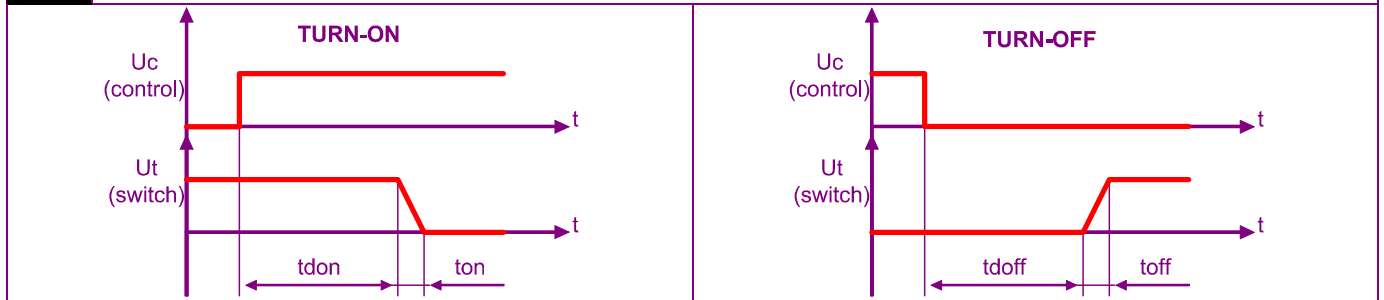 TURN-ON
Uc
(control)
t
Ut
(switch)
t
tdon
ton
TURN-OFF
Uc
(control)
t
Ut
(switch)
t
tdoff
toff